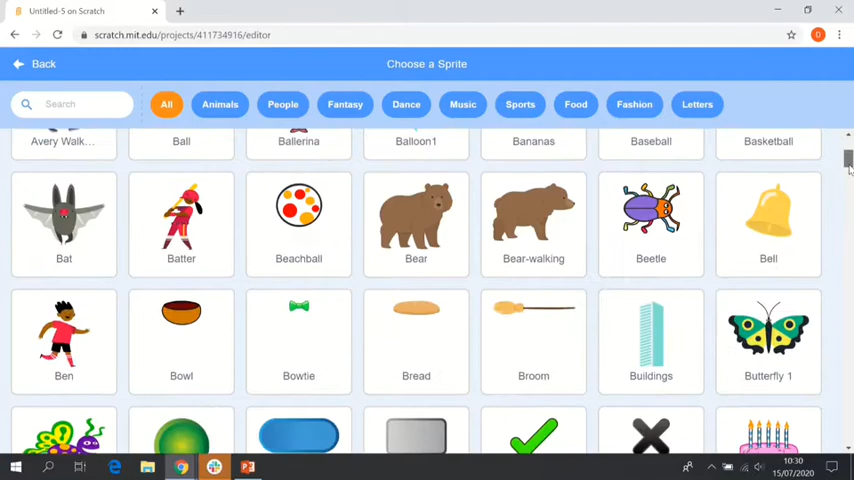 Untitled-5 on Scratch
scratch.mit.edu/projects/411734916/editor
D
Back
Choose a Sprite
Search
All
Animals
People
Fantasy
Dance
Music
Sports
Food
Fashion
Letters
Avery Walk...
Ball
Ballerina
Balloon1
Bananas
Baseball
Basketball
Bat
Batter
Beachball
Bear
Bear-walking
Beetle
Bell
Ben
Bowl
Bowtie
Bread
Broom
Buildings
Butterfly 1
10:30
15/07/2020